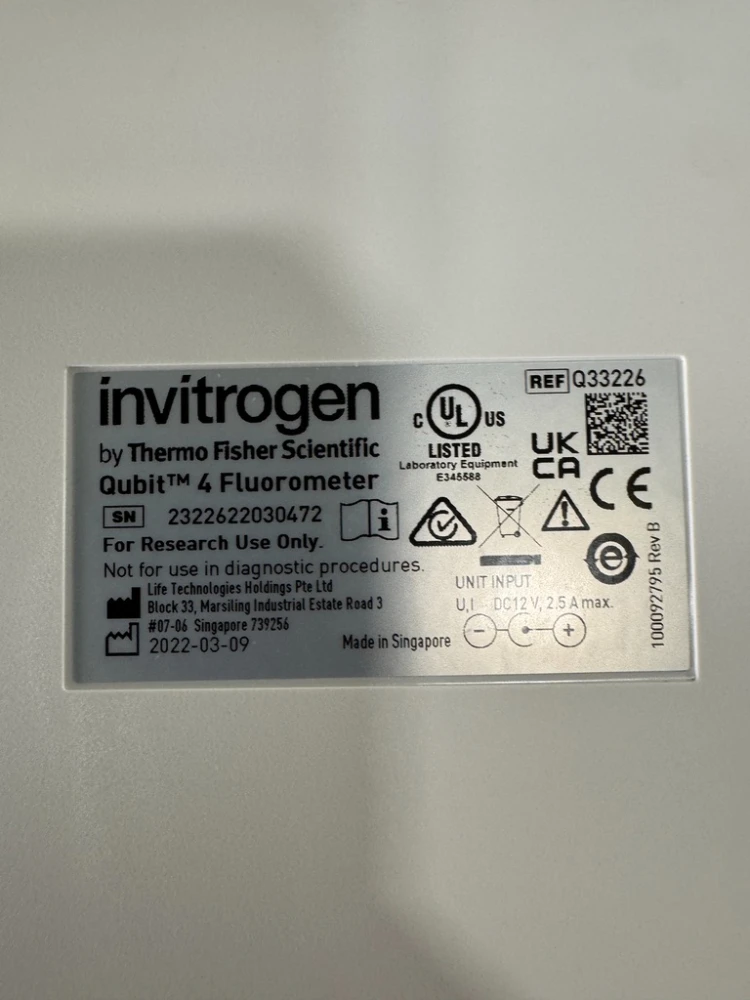 invitrogen
by Thermo Fisher Scientific
Qubit™ 4 Fluorometer
SN 2322622030472
For Research Use Only.
Not for use in diagnostic procedures.
Life Technologies Holdings Pte Ltd
Block 33, Marsiling Industrial Estate Road 3
#07-06 Singapore 739256
2022-03-09
Made in Singapore
C UL US
LISTED
Laboratory Equipment
E345588
REF Q33226
UK
CA
CE
UNIT INPUT
U,I DC12V, 2.5 A max.
100092795 Rev B